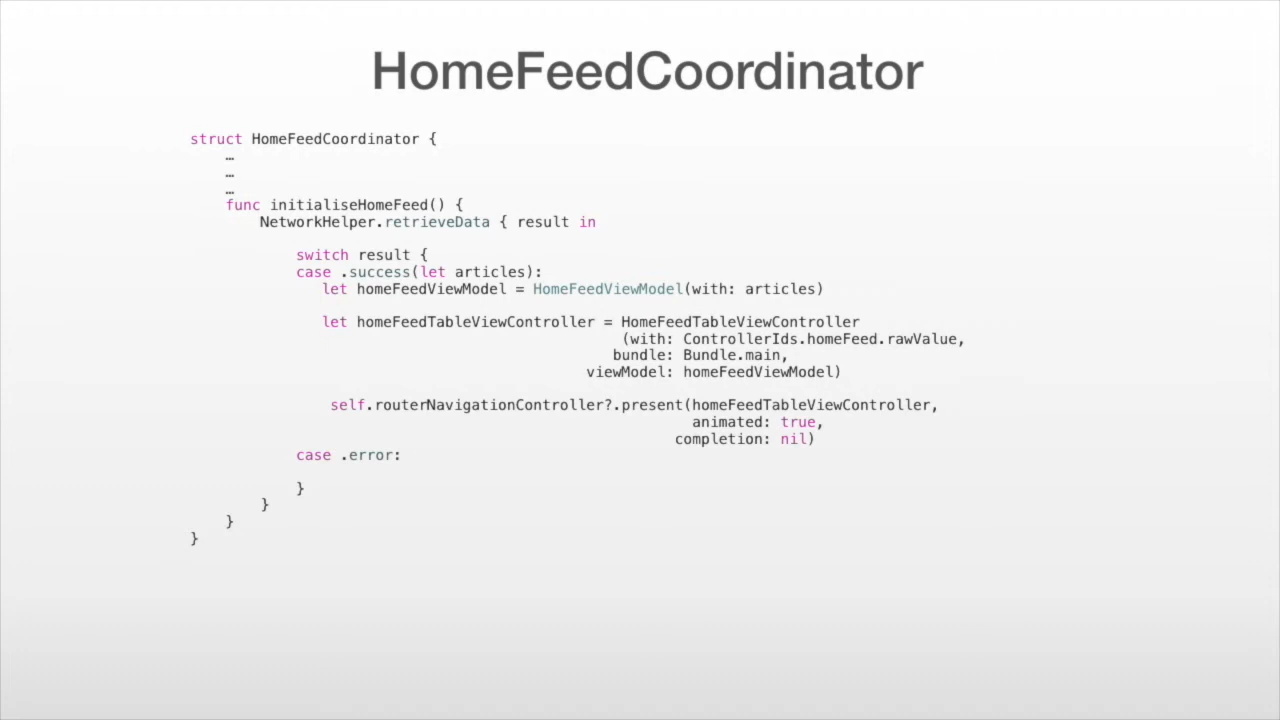 HomeFeedCoordinator
struct HomeFeedCoordinator {
…
…
…
func initialiseHomeFeed() {
NetworkHelper.retrieveData { result in
switch result {
case .success(let articles):
let homeFeedViewModel = HomeFeedViewModel(with: articles)
let homeFeedTableViewController = HomeFeedTableViewController
(with: ControllerIds.homeFeed.rawValue,
bundle: Bundle.main,
viewModel: homeFeedViewModel)
self.routerNavigationController?.present(homeFeedTableViewController,
animated: true,
completion: nil)
case .error:
}
}
}
}